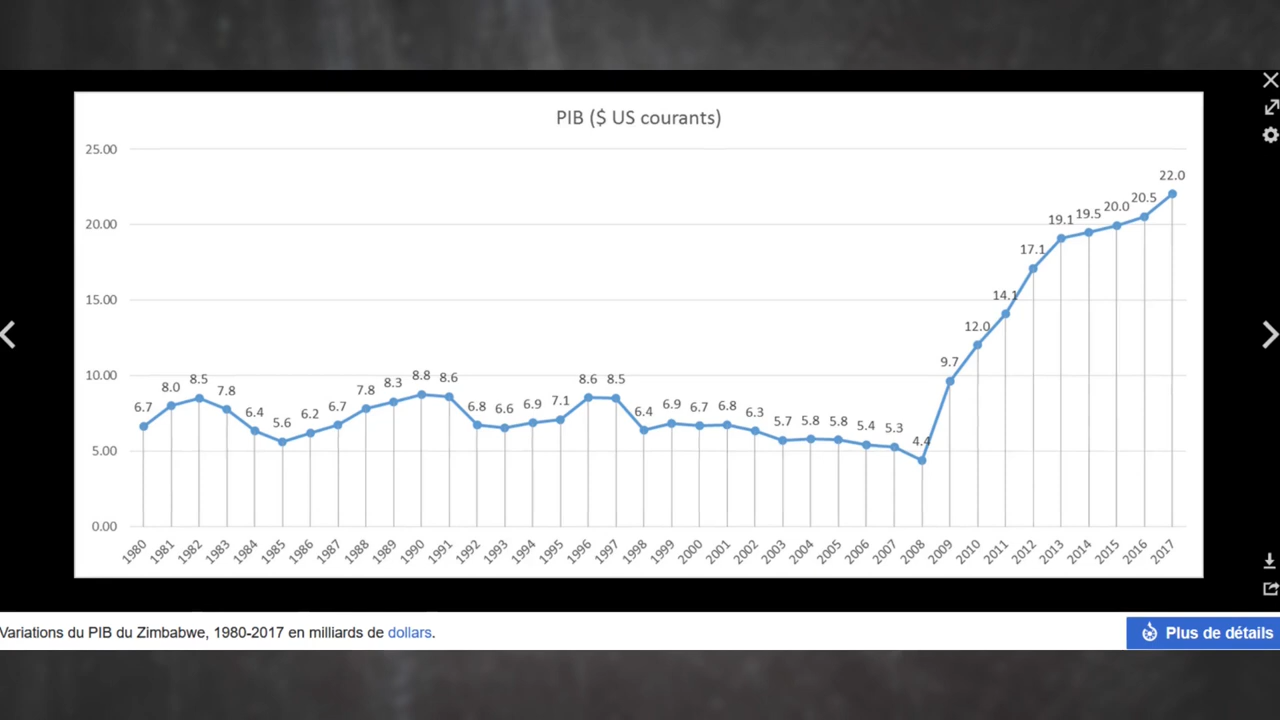 PIB ($ US courants)
25.00
20.00
15.00
10.00
5.00
0.00
6.7 8.0 8.5 7.8 6.4 5.6 6.2 6.7 7.8 8.3 8.8 8.6 6.8 6.6 6.9 7.1 8.6 8.5 6.4 6.9 6.7 6.8 6.3 5.7 5.8 5.8 5.4 5.3 4.4 9.7 12.0 14.1 17.1 19.1 19.5 20.0 20.5 22.0
1980 1981 1982 1983 1984 1985 1986 1987 1988 1989 1990 1991 1992 1993 1994 1995 1996 1997 1998 1999 2000 2001 2002 2003 2004 2005 2006 2007 2008 2009 2010 2011 2012 2013 2014 2015 2016 2017
Variations du PIB du Zimbabwe, 1980-2017 en milliards de dollars.
Plus de détails